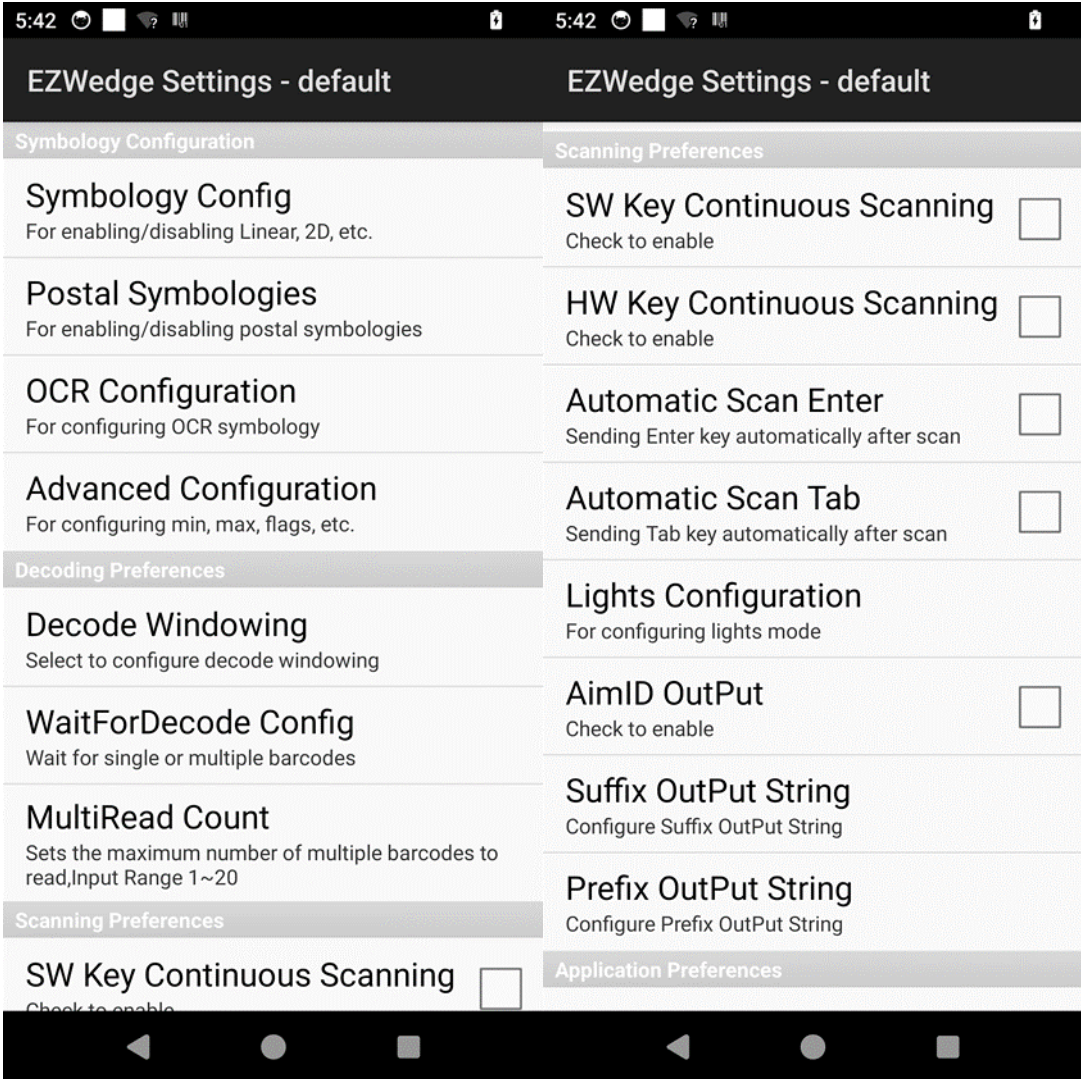 5:42
EZWedge Settings - default
Symbology Configuration
Symbology Config
For enabling/disabling Linear, 2D, etc.
Postal Symbologies
For enabling/disabling postal symbologies
OCR Configuration
For configuring OCR symbology
Advanced Configuration
For configuring min, max, flags, etc.
Decoding Preferences
Decode Windowing
Select to configure decode windowing
WaitForDecode Config
Wait for single or multiple barcodes
MultiRead Count
Sets the maximum number of multiple barcodes to
read,Input Range 1~20
Scanning Preferences
SW Key Continuous Scanning
Check to enable
5:42
EZWedge Settings - default
Scanning Preferences
SW Key Continuous Scanning
Check to enable
HW Key Continuous Scanning
Check to enable
Automatic Scan Enter
Sending Enter key automatically after scan
Automatic Scan Tab
Sending Tab key automatically after scan
Lights Configuration
For configuring lights mode
AimID OutPut
Check to enable
Suffix OutPut String
Configure Suffix OutPut String
Prefix OutPut String
Configure Prefix OutPut String
Application Preferences